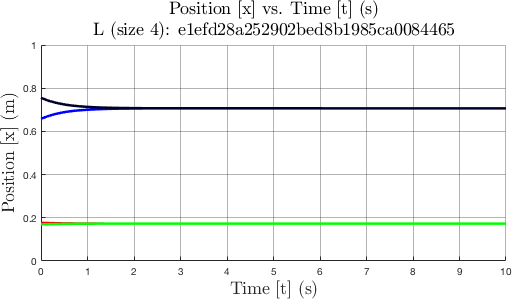 Position [x] vs. Time [t] (s)
L (size 4): e1efd28a252902bed8b1985ca0084465
Position [x] (m)
1
0.8
0.6
0.4
0.2
0
0 1 2 3 4 5 6 7 8 9 10
Time [t] (s)